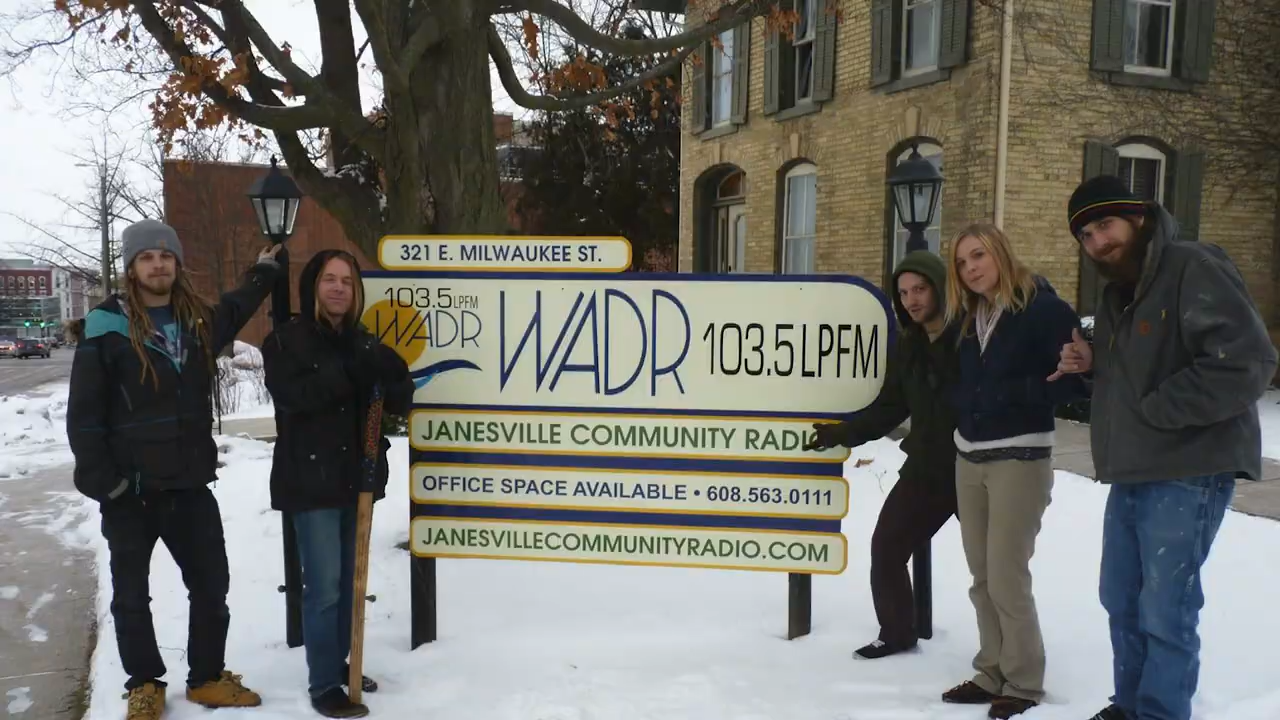 321 E. MILWAUKEE ST.
103.5 LPFM
WADR
WADR 103.5 LPFM
JANESVILLE COMMUNITY RADIO
OFFICE SPACE AVAILABLE • 608.563.0111
JANESVILLECOMMUNITYRADIO.COM